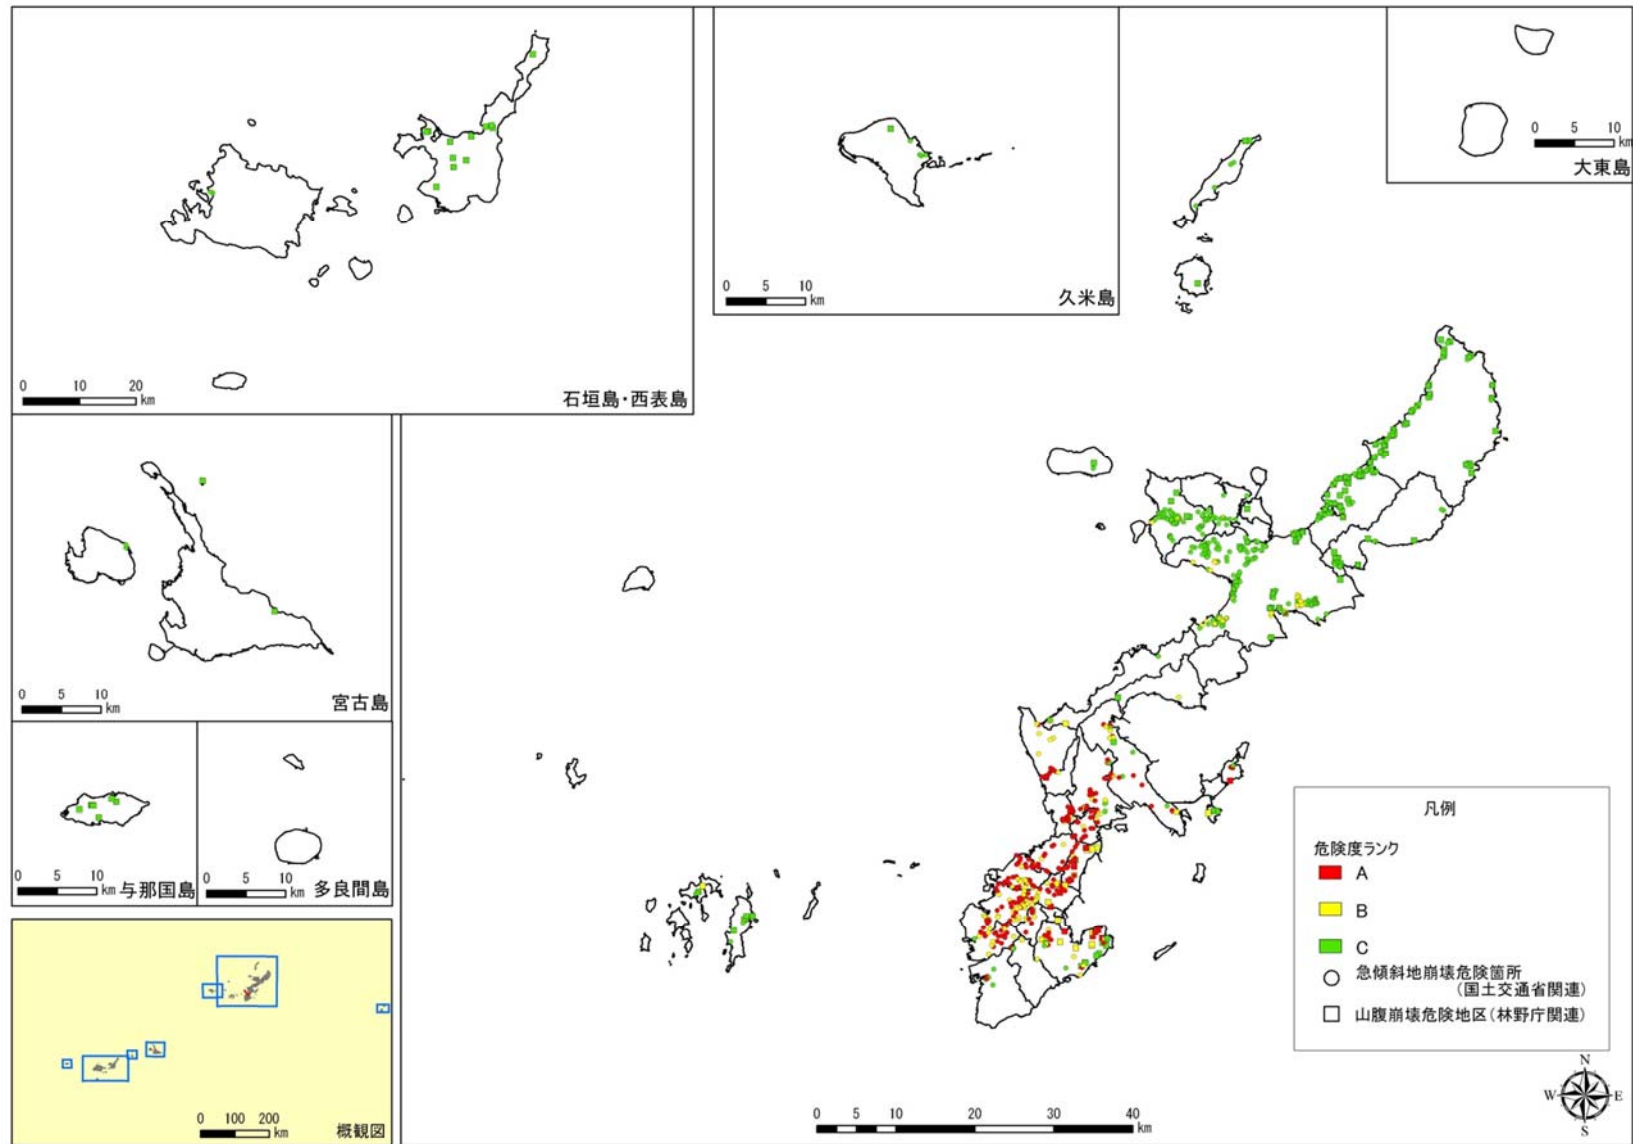 0 5 10 km
大東島
0 5 10 km
久米島
0 10 20 km
石垣島・西表島
0 5 10 km
宮古島
0 5 10 km
与那国島
0 5 10 km
多良間島
0 100 200 km
概観図
凡例
危険度ランク
A
B
C
急傾斜地崩壊危険箇所
(国土交通省関連)
山腹崩壊危険地区(林野庁関連)
N
W E
S
0 5 10 20 30 40
km